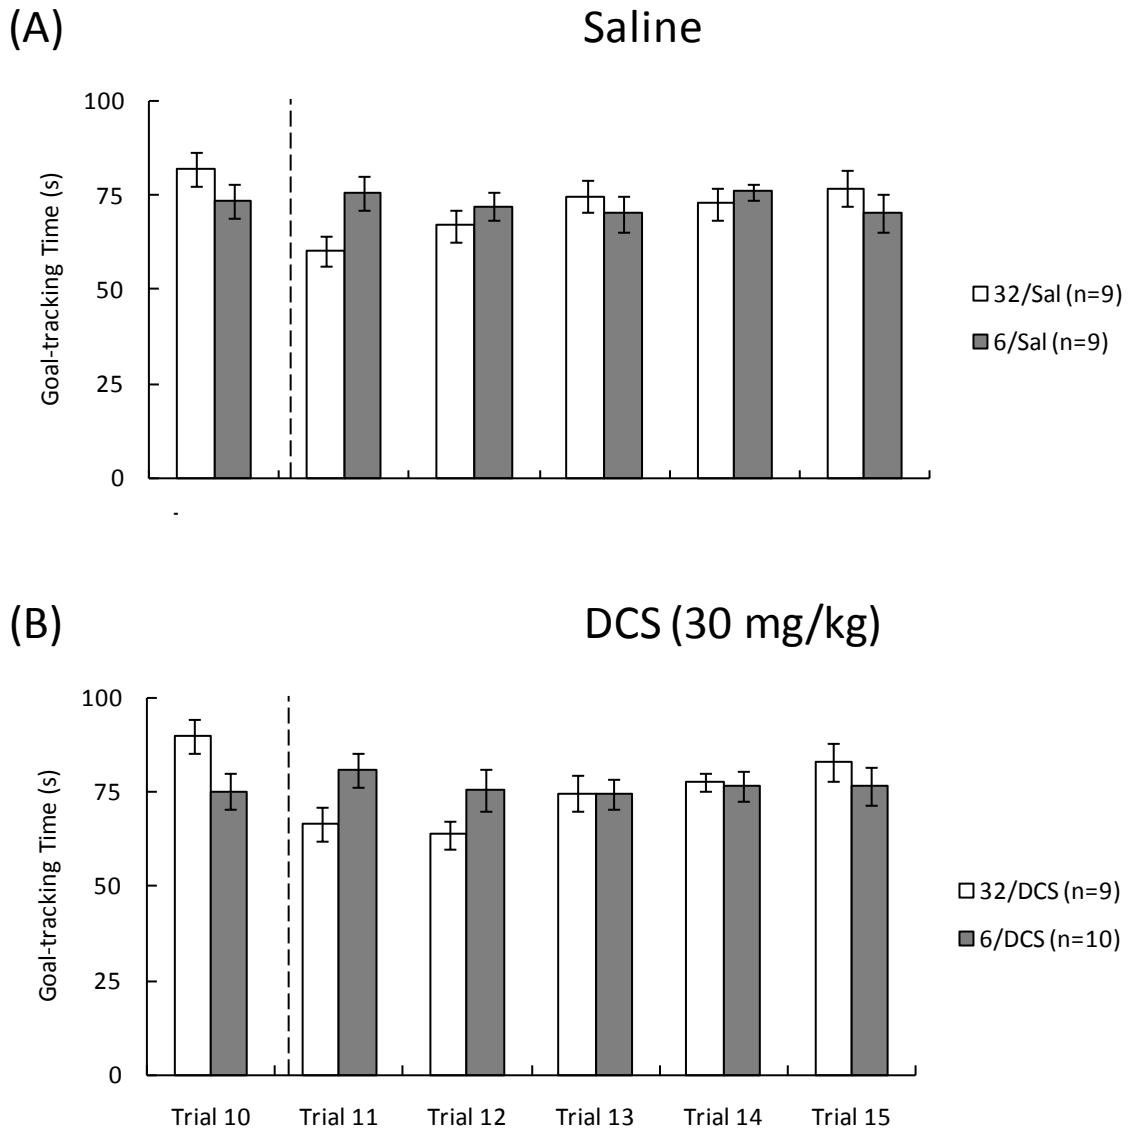 (A)
Saline
100
75
50
25
0
Goal-tracking Time (s)
32/Sal (n=9)
6/Sal (n=9)
(B)
DCS (30 mg/kg)
100
75
50
25
0
Goal-tracking Time (s)
32/DCS (n=9)
6/DCS (n=10)
Trial 10 Trial 11 Trial 12 Trial 13 Trial 14 Trial 15